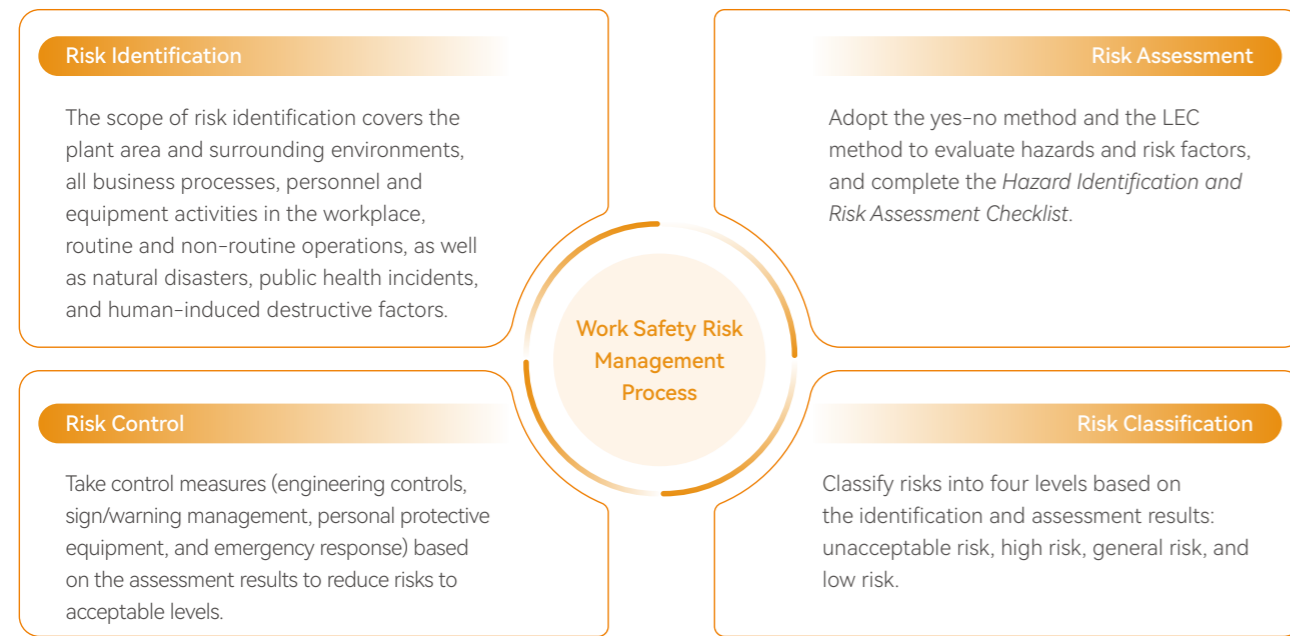 Risk Identification
The scope of risk identification covers the
plant area and surrounding environments,
all business processes, personnel and
equipment activities in the workplace,
routine and non-routine operations, as well
as natural disasters, public health incidents,
and human-induced destructive factors.
Risk Assessment
Adopt the yes-no method and the LEC
method to evaluate hazards and risk factors,
and complete the Hazard Identification and
Risk Assessment Checklist.
Work Safety Risk
Management
Process
Risk Control
Take control measures (engineering controls,
sign/warning management, personal protective
equipment, and emergency response) based
on the assessment results to reduce risks to
acceptable levels.
Risk Classification
Classify risks into four levels based on
the identification and assessment results:
unacceptable risk, high risk, general risk, and
low risk.